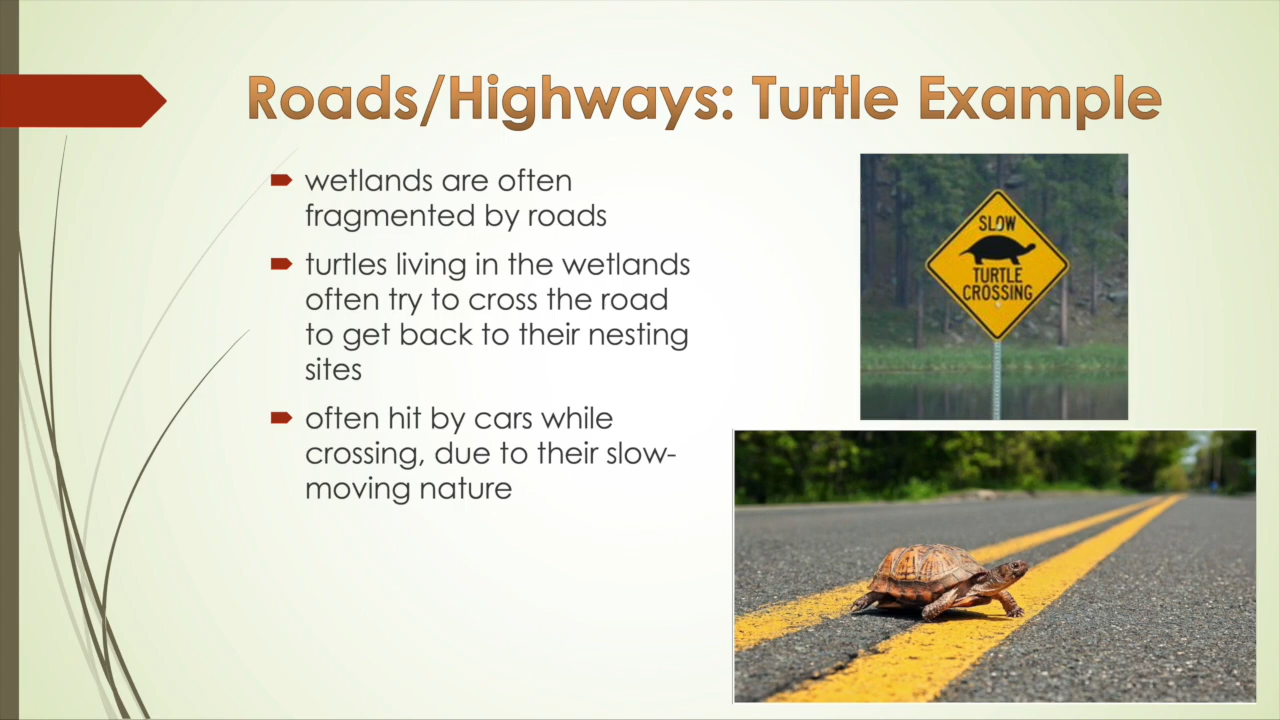 Roads/Highways: Turtle Example
wetlands are often
fragmented by roads
turtles living in the wetlands
often try to cross the road
to get back to their nesting
sites
often hit by cars while
crossing, due to their slow-
moving nature
SLOW
TURTLE
CROSSING